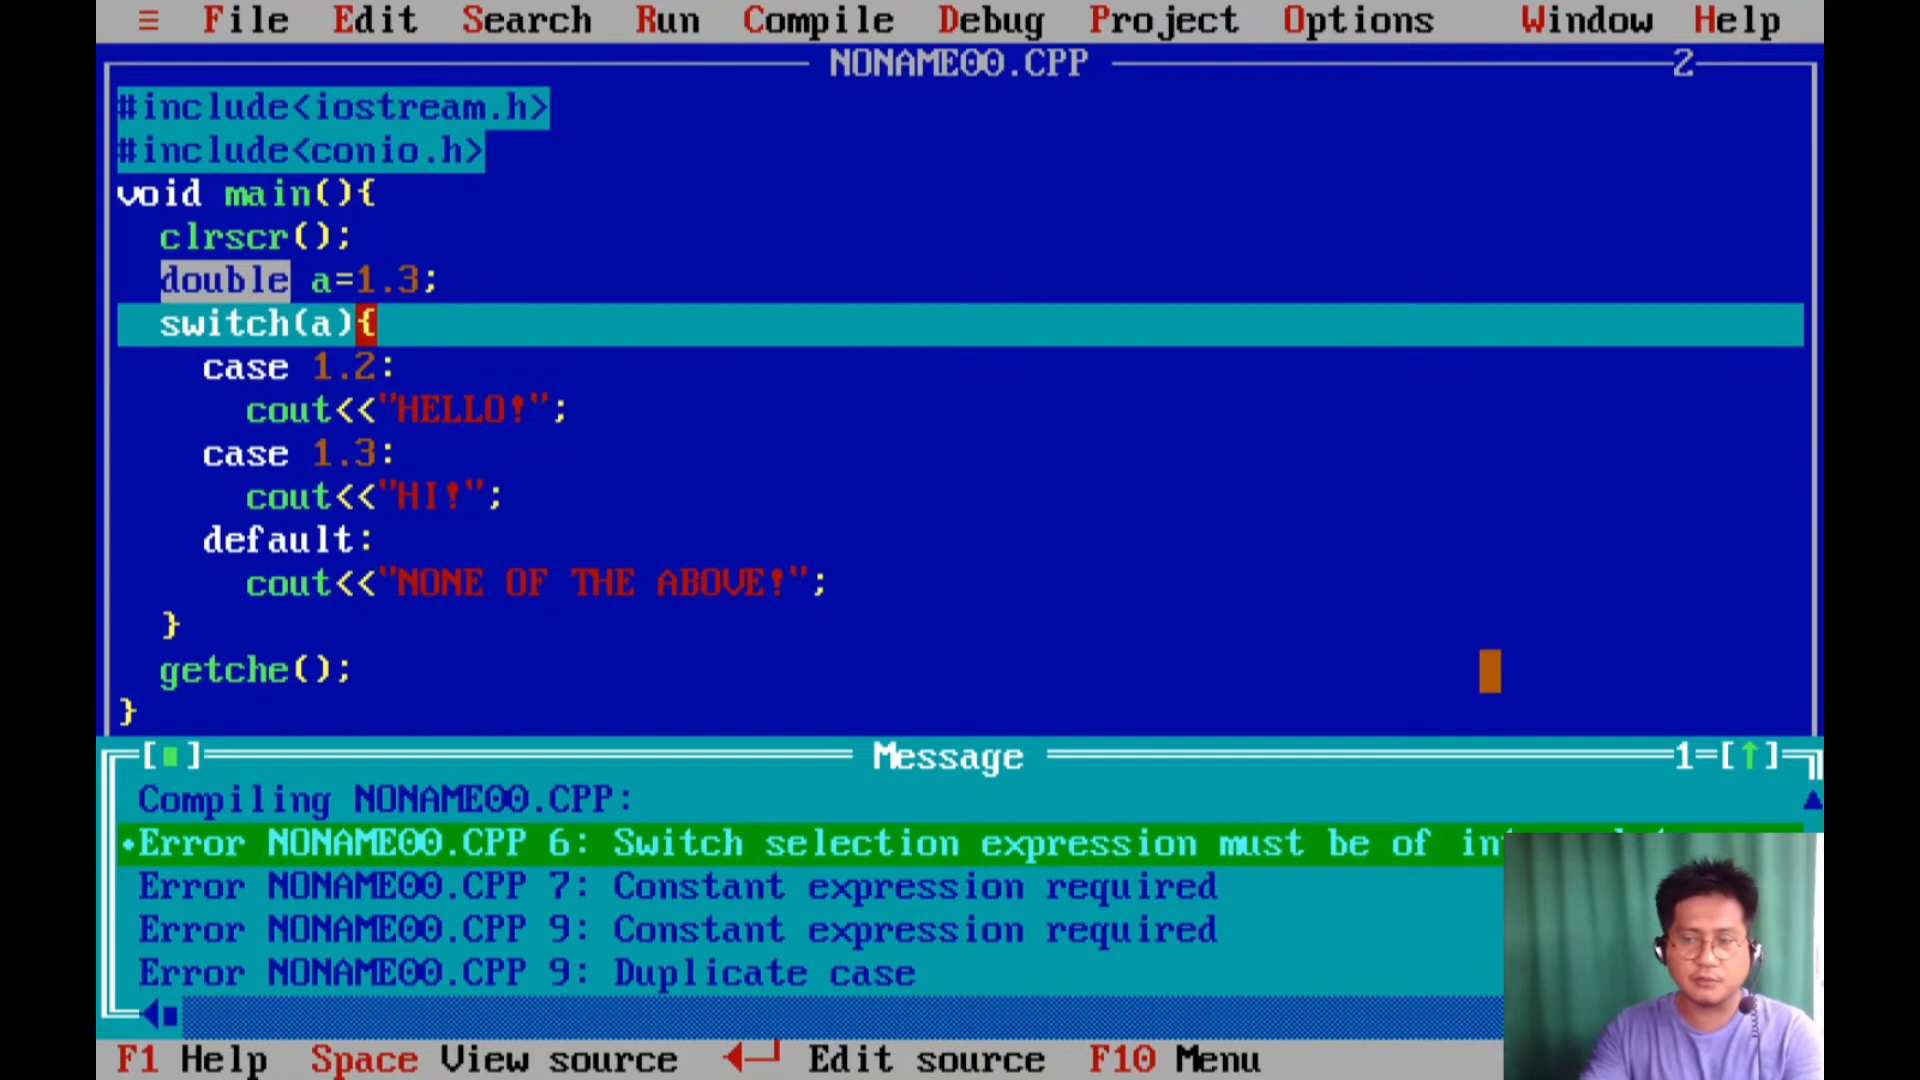 ≡ File Edit Search Run Compile Debug Project Options Window Help
NONAME00.CPP 2
#include<iostream.h>
#include<conio.h>
void main(){
clrscr();
double a=1.3;
switch(a){
case 1.2:
cout<<"HELLO!";
case 1.3:
cout<<"HI!";
default:
cout<<"NONE OF THE ABOVE!";
}
getche();
}
[■] Message 1=[↑]
Compiling NONAME00.CPP:
•Error NONAME00.CPP 6: Switch selection expression must be of
Error NONAME00.CPP 7: Constant expression required
Error NONAME00.CPP 9: Constant expression required
Error NONAME00.CPP 9: Duplicate case
F1 Help Space View source ◄─┘ Edit source F10 Menu